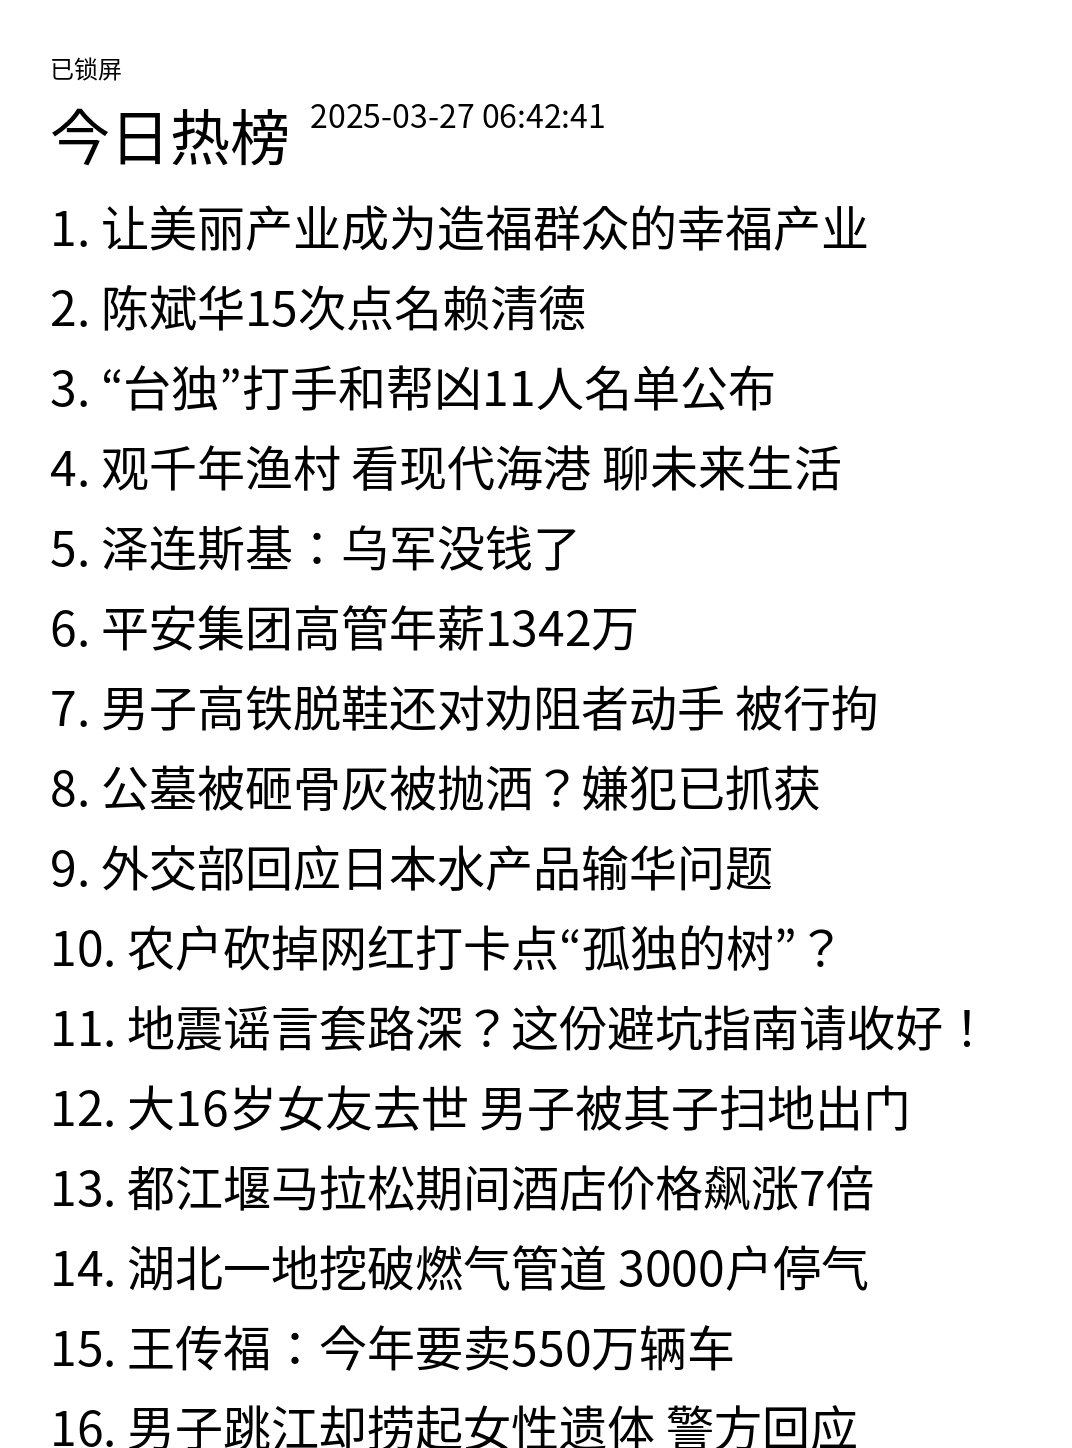 已锁屏
今日热榜 2025-03-27 06:42:41
1. 让美丽产业成为造福群众的幸福产业
2. 陈斌华15次点名赖清德
3. “台独”打手和帮凶11人名单公布
4. 观千年渔村 看现代海港 聊未来生活
5. 泽连斯基：乌军没钱了
6. 平安集团高管年薪1342万
7. 男子高铁脱鞋还对劝阻者动手 被行拘
8. 公墓被砸骨灰被抛洒？嫌犯已抓获
9. 外交部回应日本水产品输华问题
10. 农户砍掉网红打卡点“孤独的树”？
11. 地震谣言套路深？这份避坑指南请收好！
12. 大16岁女友去世 男子被其子扫地出门
13. 都江堰马拉松期间酒店价格飙涨7倍
14. 湖北一地挖破燃气管道 3000户停气
15. 王传福：今年要卖550万辆车
16. 男子跳江却捞起女性遗体 警方回应